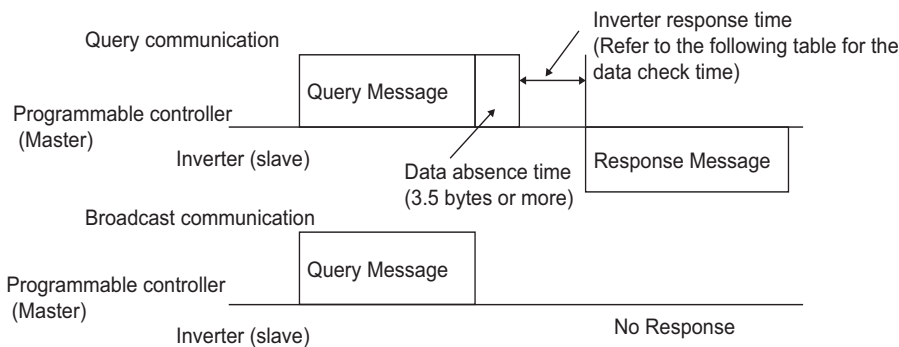 Query communication
Inverter response time
(Refer to the following table for the
data check time)
Query Message
Programmable controller
(Master)
Inverter (slave)
Data absence time
(3.5 bytes or more)
Response Message
Broadcast communication
Query Message
Programmable controller
(Master)
Inverter (slave)
No Response